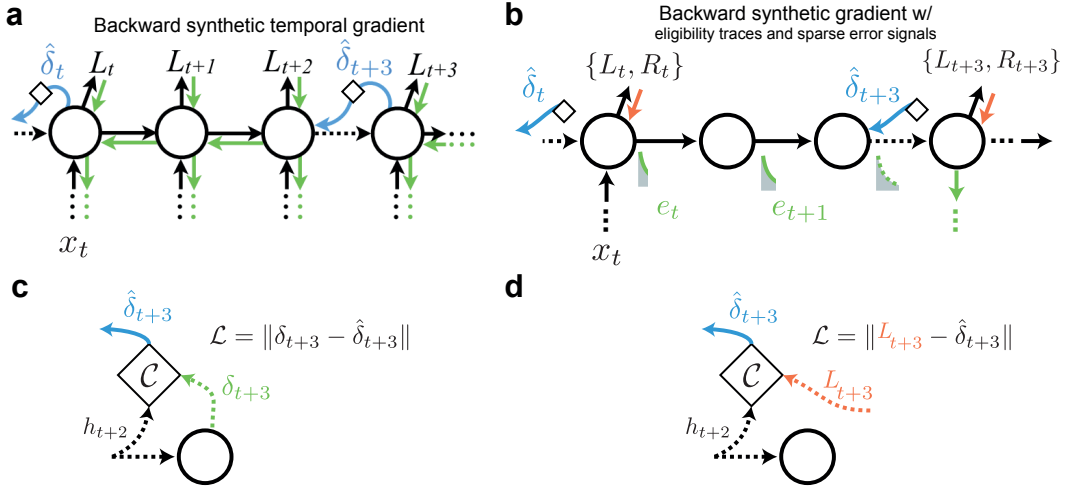 a
Backward synthetic temporal gradient
δ̂ₜ
Lₜ
Lₜ₊₁
Lₜ₊₂
δ̂ₜ₊₃
Lₜ₊₃
xₜ
b
Backward synthetic gradient w/
eligibility traces and sparse error signals
δ̂ₜ
{Lₜ, Rₜ}
δ̂ₜ₊₃
{Lₜ₊₃, Rₜ₊₃}
eₜ
eₜ₊₁
xₜ
c
δ̂ₜ₊₃
ℒ = ‖δₜ₊₃ − δ̂ₜ₊₃‖
𝒞
δₜ₊₃
hₜ₊₂
d
δ̂ₜ₊₃
ℒ = ‖Lₜ₊₃ − δ̂ₜ₊₃‖
𝒞
Lₜ₊₃
hₜ₊₂